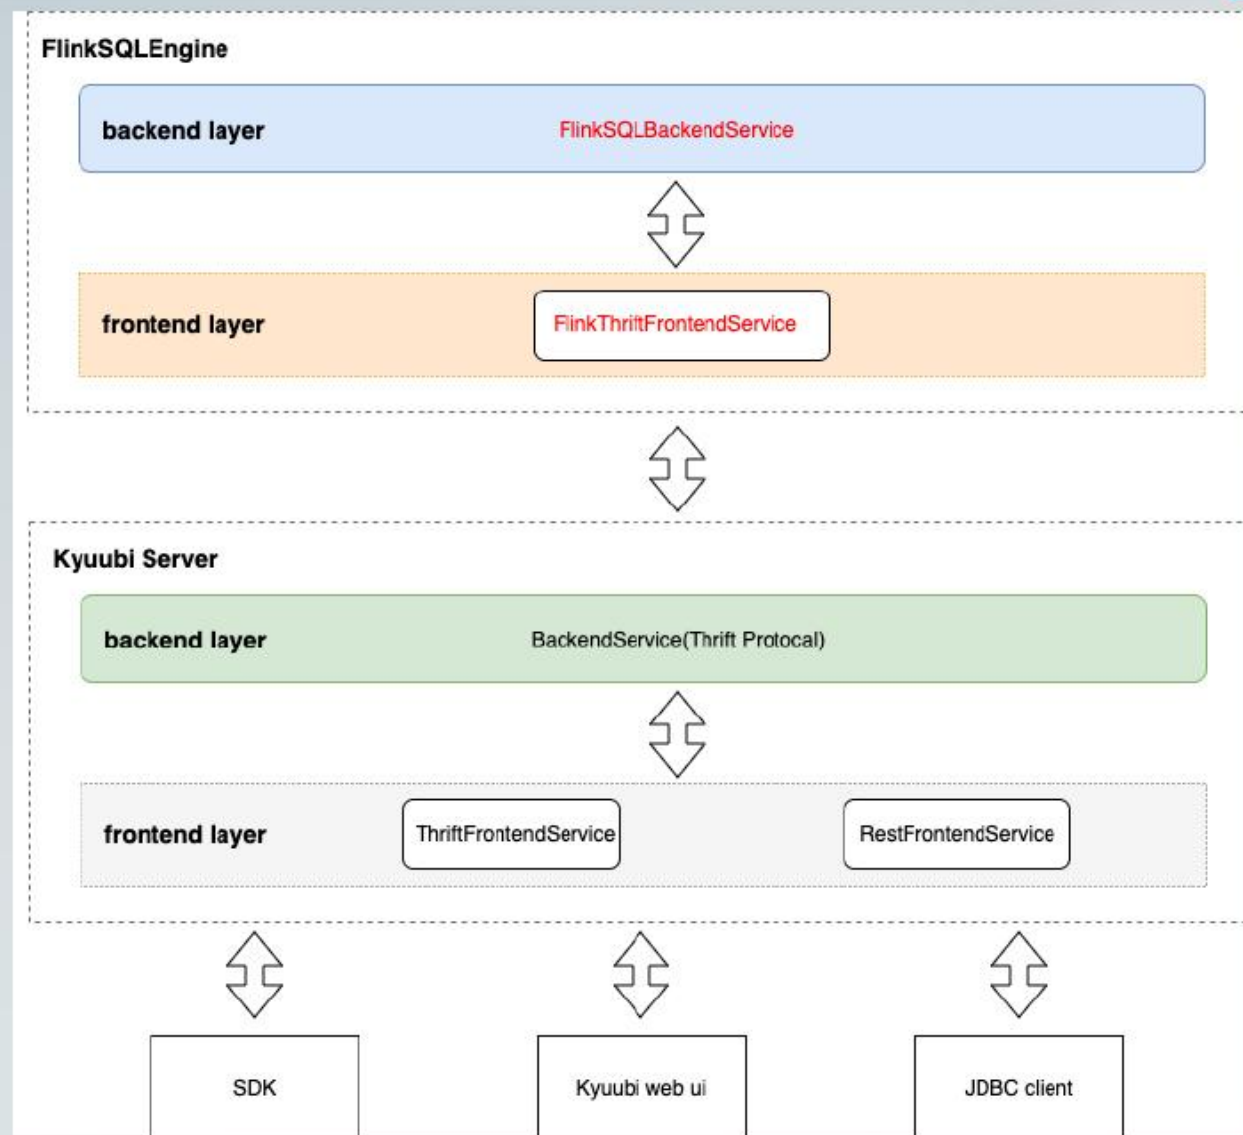 FlinkSQLEngine
backend layer
FlinkSQLBackendService
frontend layer
FlinkThriftFrontendService
Kyuubi Server
backend layer
BackendService(Thrift Protocal)
frontend layer
ThriftFrontendService
RestFrontendService
SDK
Kyuubi web ui
JDBC client